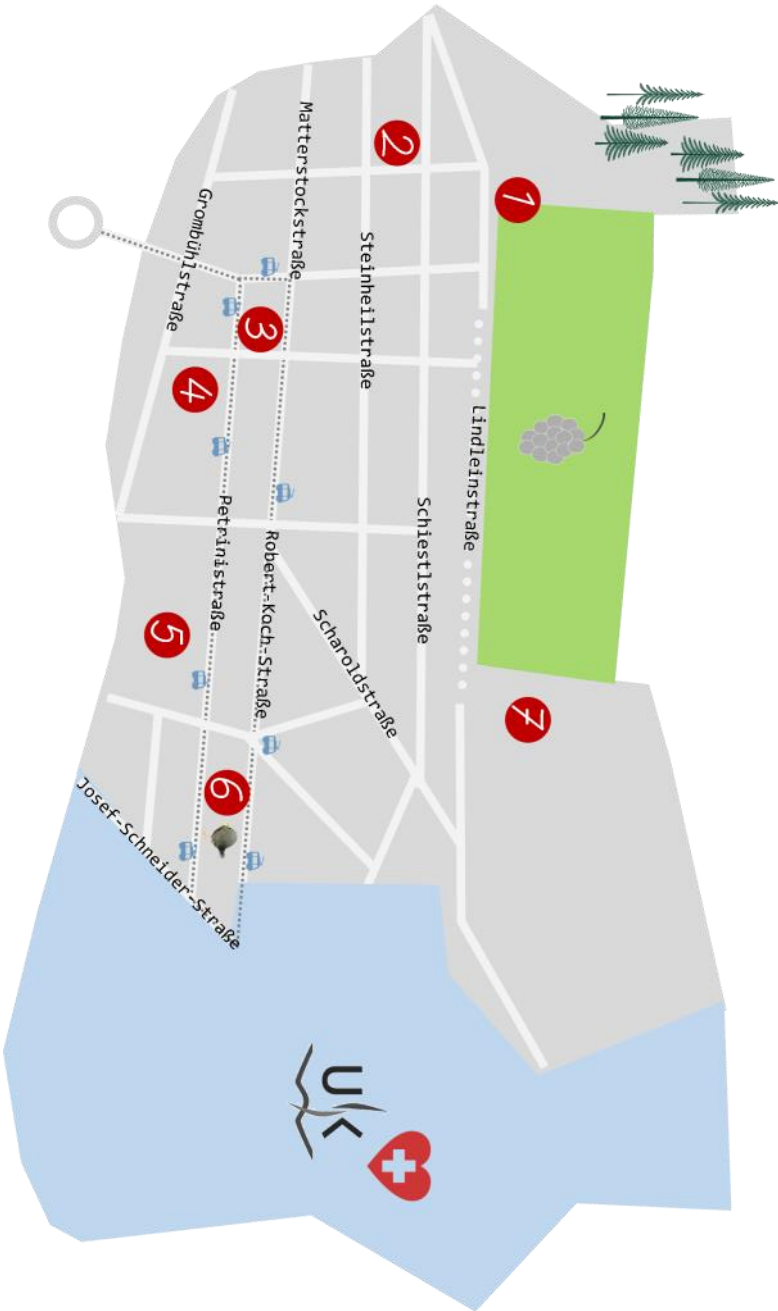 1
2
Matterstockstraße
Grombühlstraße
Steinheilstraße
3
4
Lindleinstraße
Schiestlstraße
Petrinistraße
Robert-Koch-Straße
Scharoldstraße
5
7
6
Josef-Schneider-Straße
UK